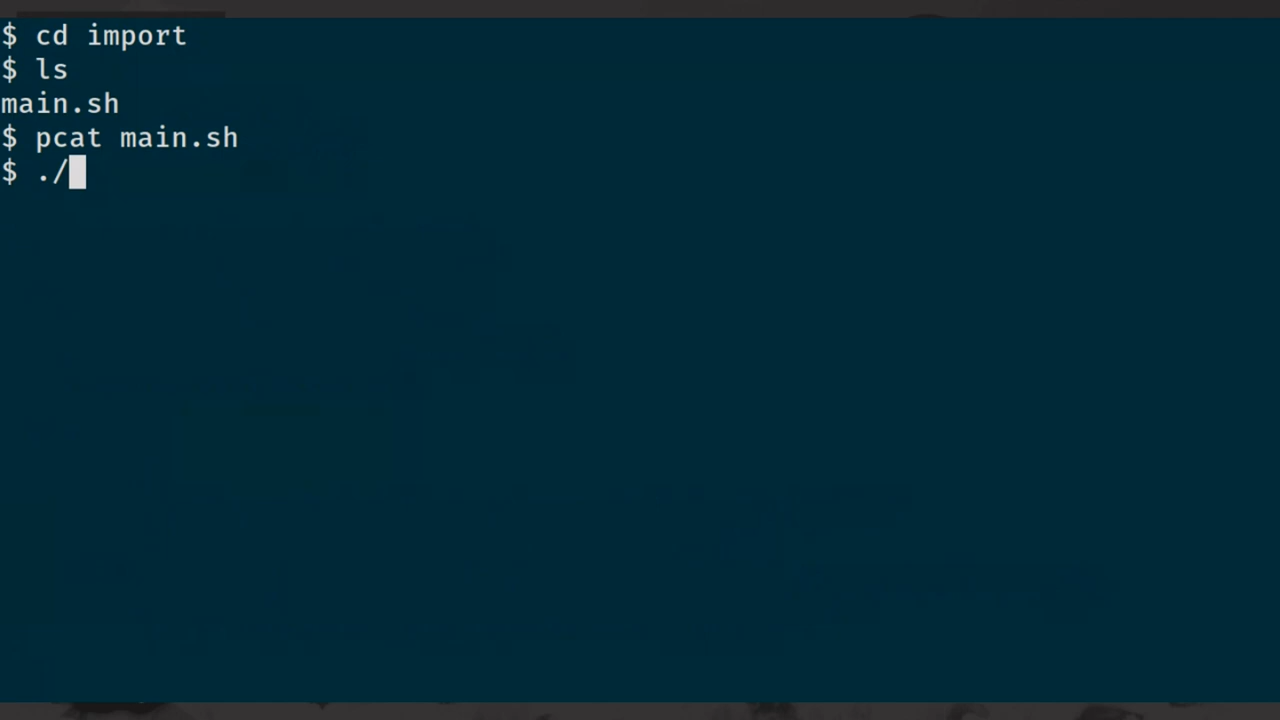 $ cd import
$ ls
main.sh
$ pcat main.sh
$ ./